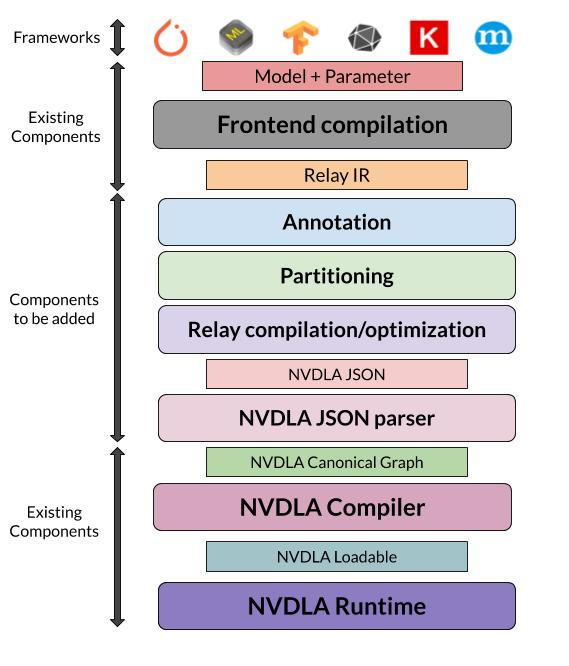 Frameworks
ML
K
m
Model + Parameter
Existing
Components
Frontend compilation
Relay IR
Annotation
Partitioning
Components
to be added
Relay compilation/optimization
NVDLA JSON
NVDLA JSON parser
NVDLA Canonical Graph
Existing
Components
NVDLA Compiler
NVDLA Loadable
NVDLA Runtime